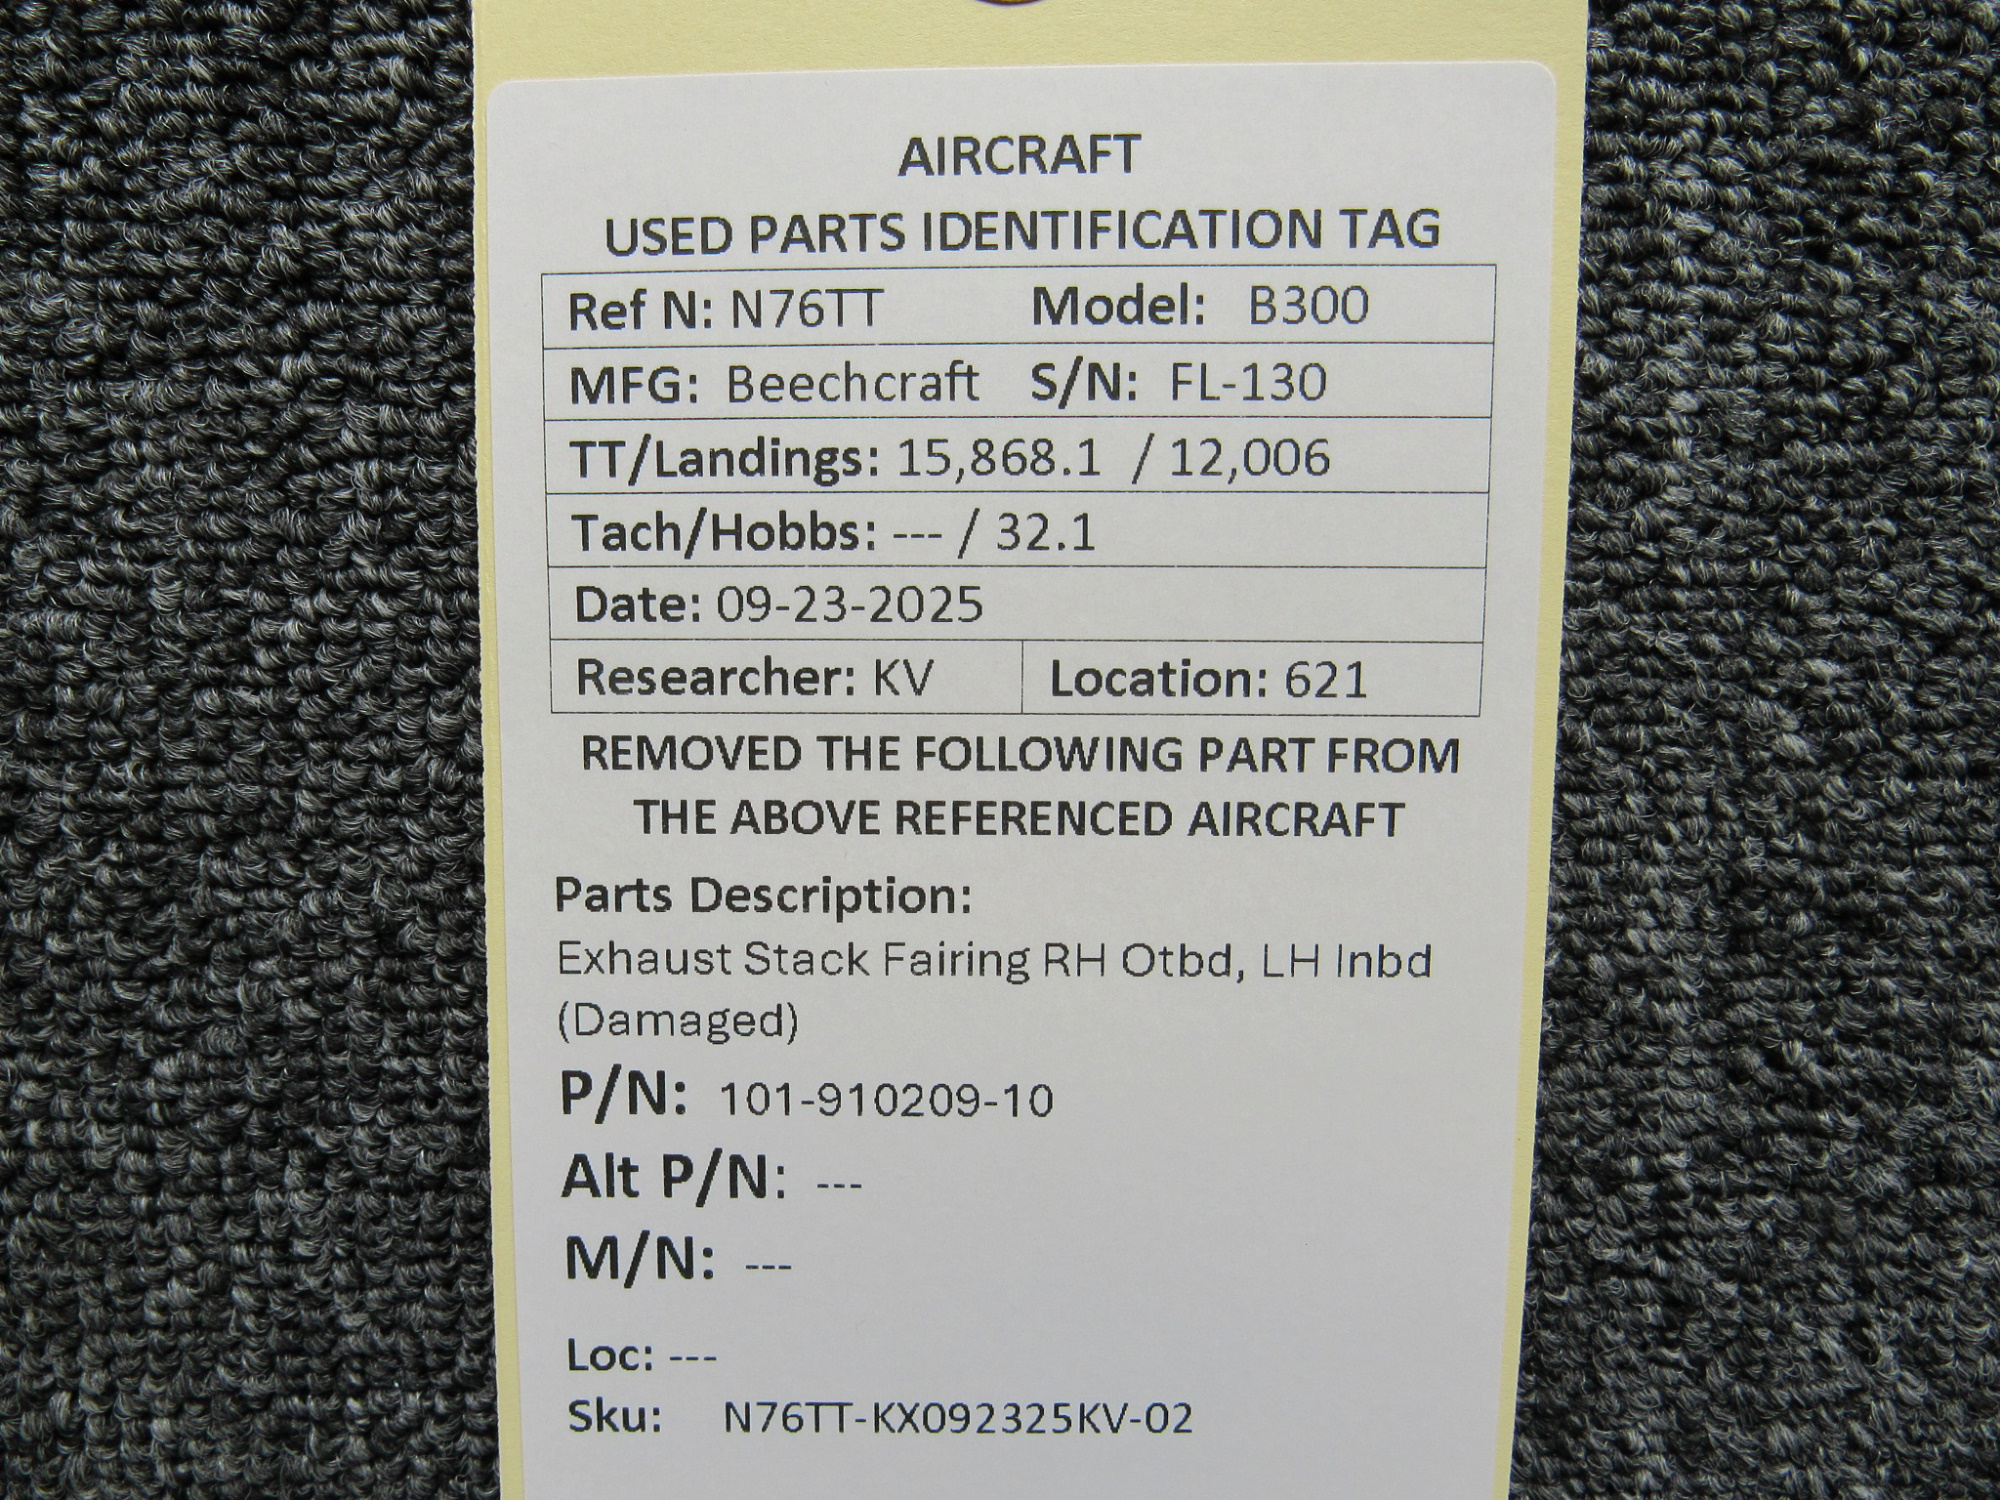 AIRCRAFT
USED PARTS IDENTIFICATION TAG
Ref N: N76TT Model: B300
MFG: Beechcraft S/N: FL-130
TT/Landings: 15,868.1 / 12,006
Tach/Hobbs: --- / 32.1
Date: 09-23-2025
Researcher: KV Location: 621
REMOVED THE FOLLOWING PART FROM
THE ABOVE REFERENCED AIRCRAFT
Parts Description:
Exhaust Stack Fairing RH Otbd, LH Inbd
(Damaged)
P/N: 101-910209-10
Alt P/N: ---
M/N: ---
Loc: ---
Sku: N76TT-KX092325KV-02